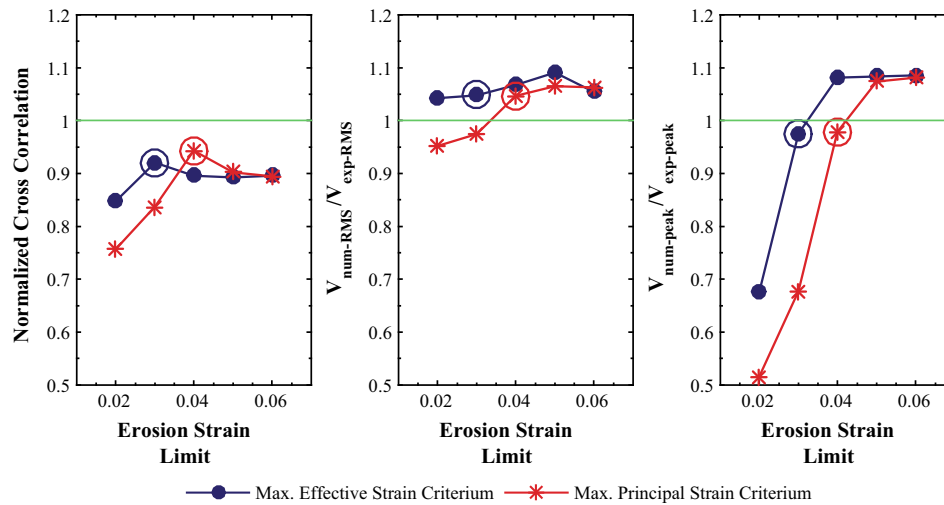 Normalized Cross Correlation
1.2
1.1
1
0.9
0.8
0.7
0.6
0.5
0.02 0.04 0.06
Erosion Strain
Limit
V num-RMS /V exp-RMS
1.2
1.1
1
0.9
0.8
0.7
0.6
0.5
0.02 0.04 0.06
Erosion Strain
Limit
V num-peak /V exp-peak
1.2
1.1
1
0.9
0.8
0.7
0.6
0.5
0.02 0.04 0.06
Erosion Strain
Limit
Max. Effective Strain Criterium Max. Principal Strain Criterium